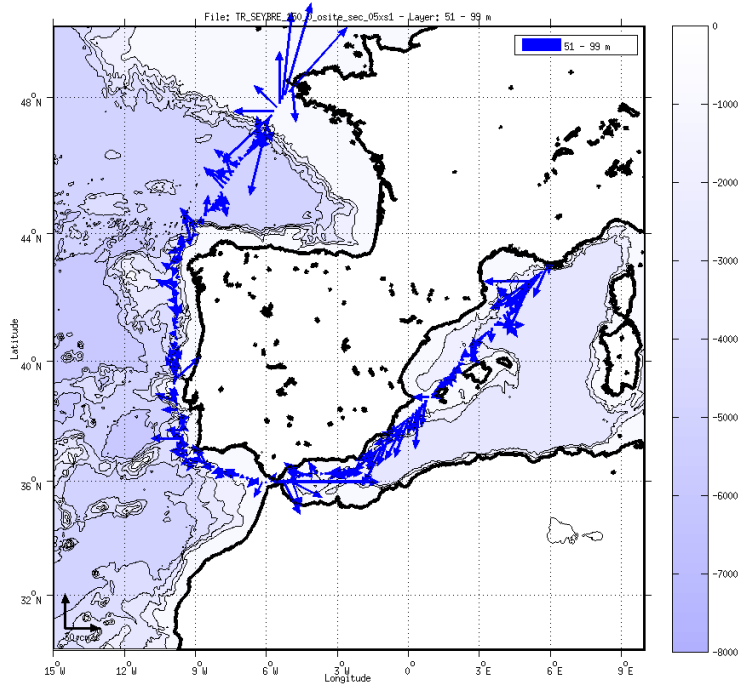 File: TR_SEYBRE_150_0_osite_sec_05xs1 - Layer: 51 - 99 m
51 - 99 m
0
-1000
-2000
-3000
-4000
-5000
-6000
-7000
-8000
48°N
44°N
40°N
36°N
32°N
Latitude
15°W 12°W 9°W 6°W 3°W 0° 3°E 6°E 9°E
Longitude